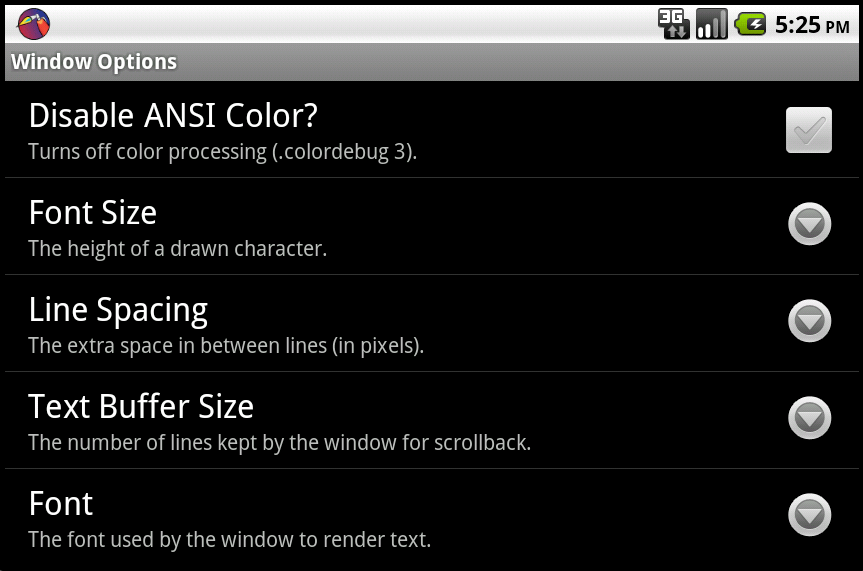 3G
5:25 PM
Window Options
Disable ANSI Color?
Turns off color processing (.colordebug 3).
Font Size
The height of a drawn character.
Line Spacing
The extra space in between lines (in pixels).
Text Buffer Size
The number of lines kept by the window for scrollback.
Font
The font used by the window to render text.